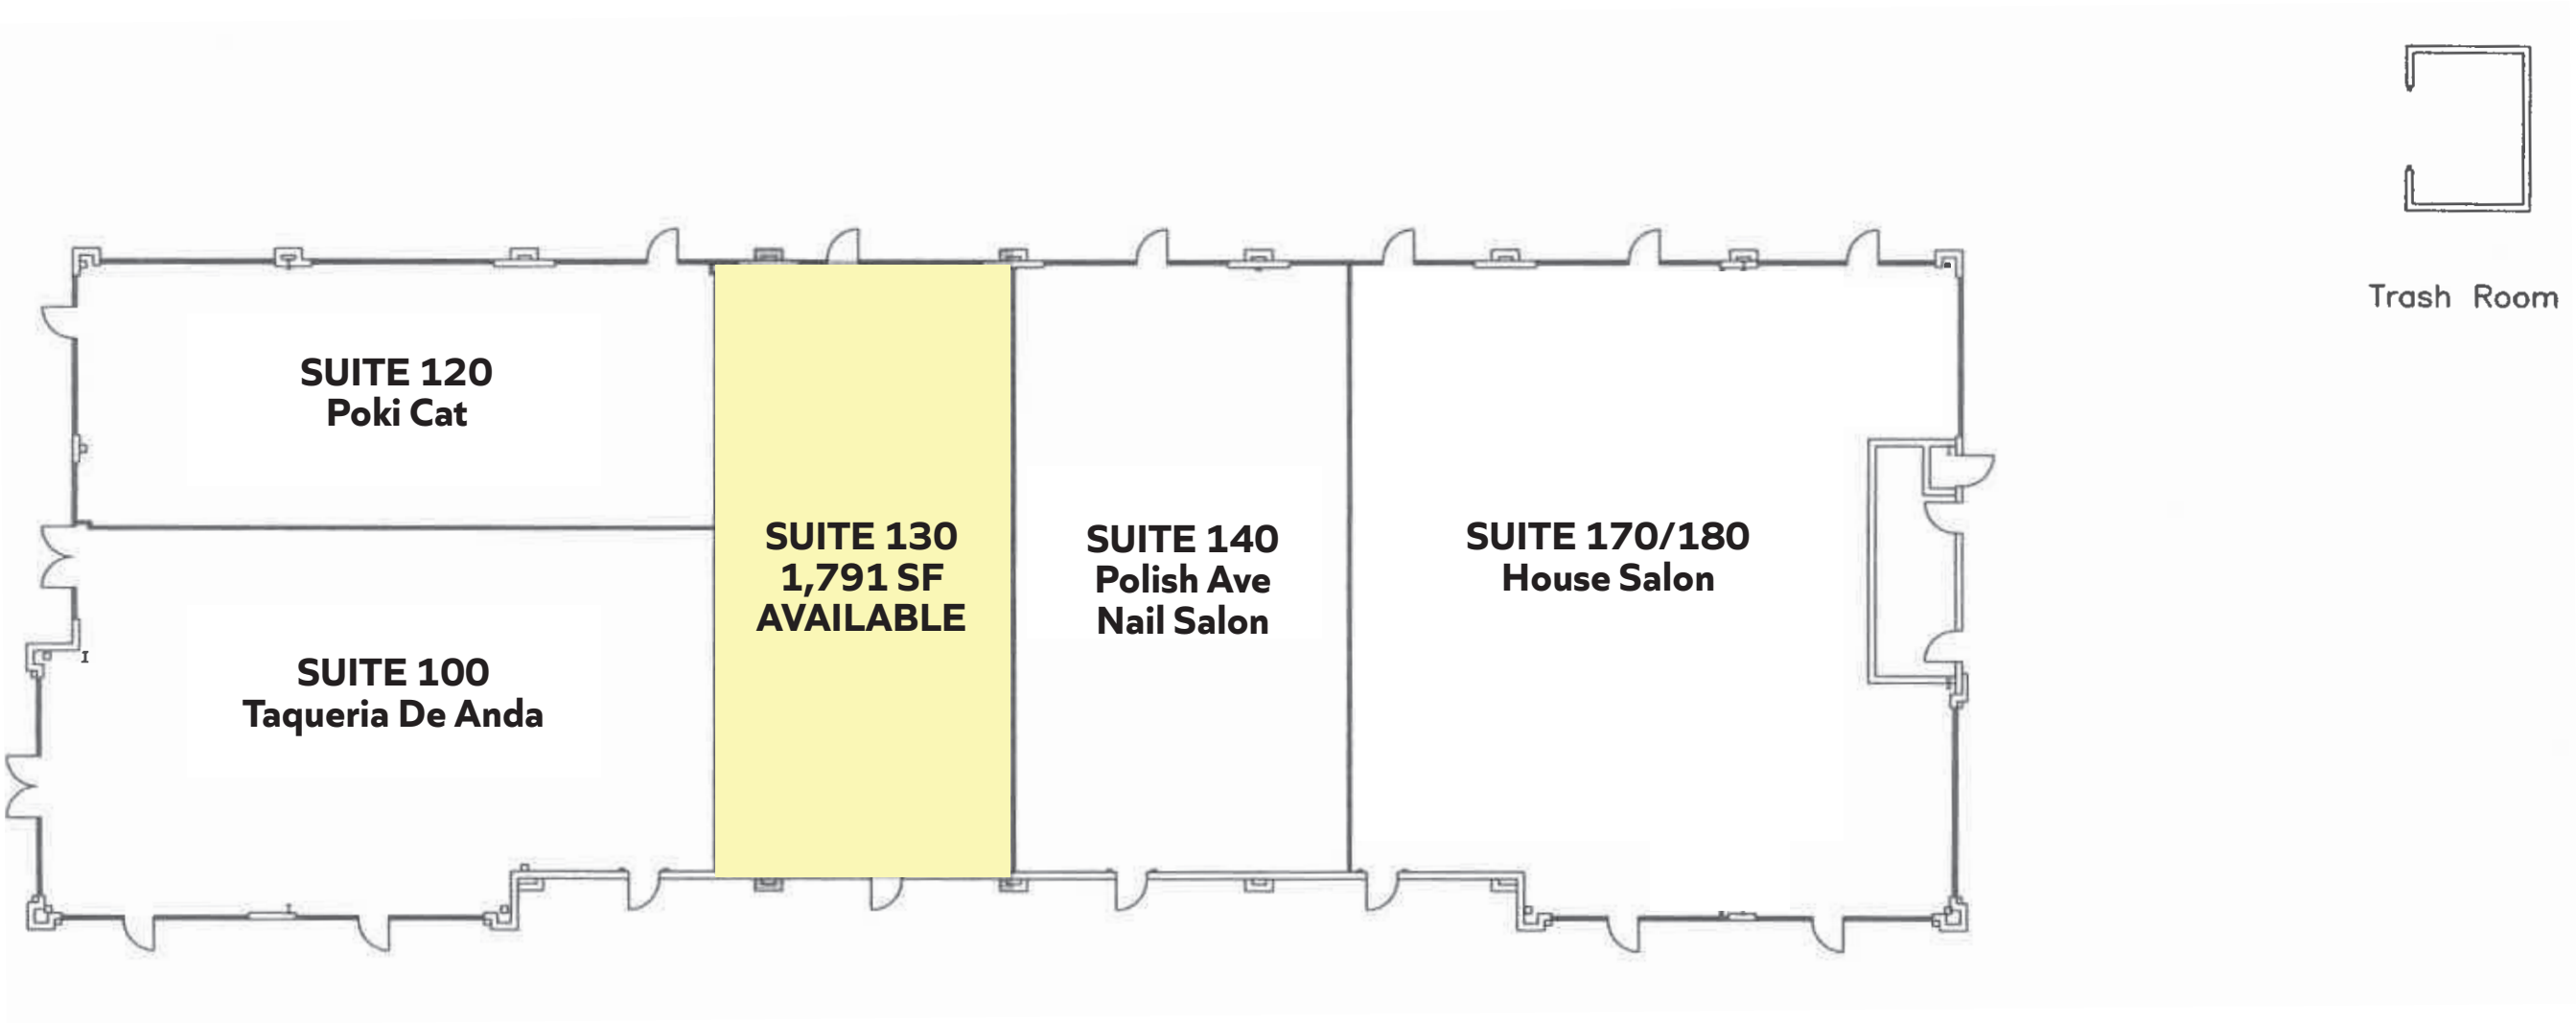 Trash Room
SUITE 120
Poki Cat
SUITE 130
1,791 SF
AVAILABLE
SUITE 140
Polish Ave
Nail Salon
SUITE 170/180
House Salon
SUITE 100
Taqueria De Anda